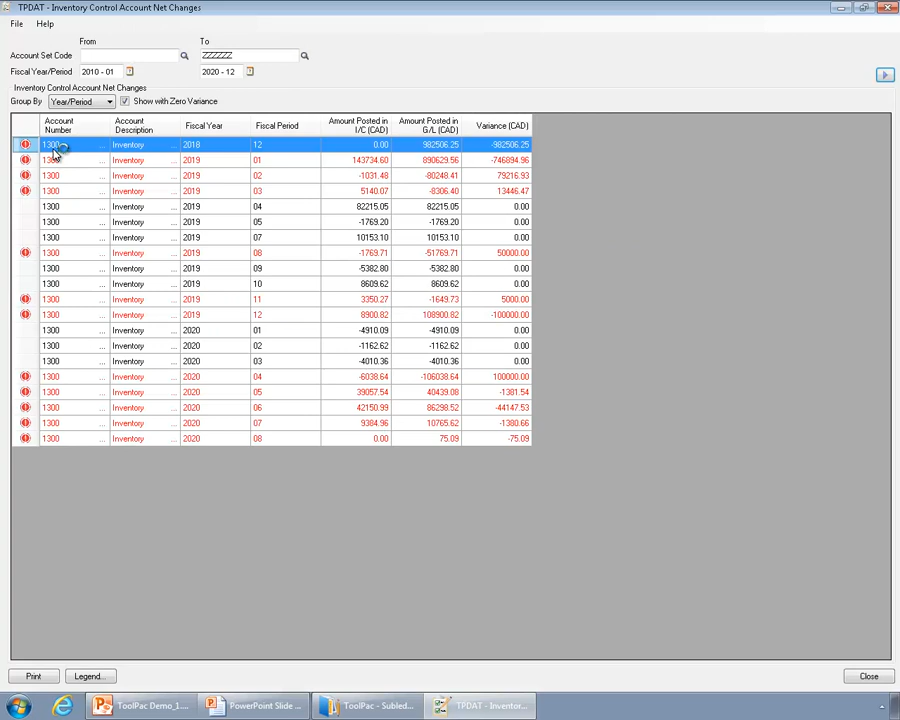 TPDAT - Inventory Control Account Net Changes
File Help
From To
Account Set Code ZZZZZZ
Fiscal Year/Period 2010 - 01 2020 - 12
Inventory Control Account Net Changes
Group By Year/Period Show with Zero Variance
Account Number Account Description Fiscal Year Fiscal Period Amount Posted in I/C (CAD) Amount Posted in G/L (CAD) Variance (CAD)
1300 ... Inventory ... 2018 12 0.00 982506.25 -982506.25
1300 ... Inventory ... 2019 01 143734.60 890629.56 -746894.96
1300 ... Inventory ... 2019 02 -1031.48 -80248.41 79216.93
1300 ... Inventory ... 2019 03 5140.07 -8306.40 13446.47
1300 ... Inventory ... 2019 04 82215.05 82215.05 0.00
1300 ... Inventory ... 2019 05 -1769.20 -1769.20 0.00
1300 ... Inventory ... 2019 07 10153.10 10153.10 0.00
1300 ... Inventory ... 2019 08 -1769.71 -51769.71 50000.00
1300 ... Inventory ... 2019 09 -5382.80 -5382.80 0.00
1300 ... Inventory ... 2019 10 8609.62 8609.62 0.00
1300 ... Inventory ... 2019 11 3350.27 -1649.73 5000.00
1300 ... Inventory ... 2019 12 8900.82 108900.82 -100000.00
1300 ... Inventory ... 2020 01 -4910.09 -4910.09 0.00
1300 ... Inventory ... 2020 02 -1162.62 -1162.62 0.00
1300 ... Inventory ... 2020 03 -4010.36 -4010.36 0.00
1300 ... Inventory ... 2020 04 -6038.64 -106038.64 100000.00
1300 ... Inventory ... 2020 05 39057.54 40439.08 -1381.54
1300 ... Inventory ... 2020 06 42150.99 86298.52 -44147.53
1300 ... Inventory ... 2020 07 9384.96 10765.62 -1380.66
1300 ... Inventory ... 2020 08 0.00 75.09 -75.09
Print Legend... Close
ToolPac Demo_1.... PowerPoint Slide ... ToolPac - Subled... TPDAT - Inventor...